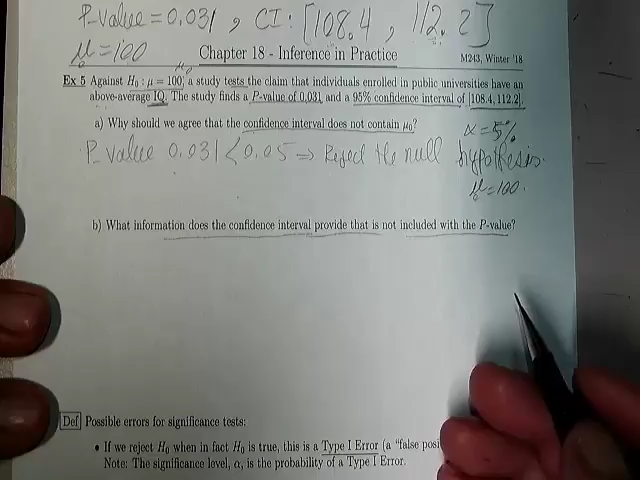 P-value = 0.031 , CI: [108.4 , 112.2]
μ₀ = 100
Chapter 18 - Inference in Practice
M243, Winter '18
μ₀
Ex 5 Against H₀ : μ = 100, a study tests the claim that individuals enrolled in public universities have an
above-average IQ. The study finds a P-value of 0.031 and a 95% confidence interval of [108.4, 112.2].
a) Why should we agree that the confidence interval does not contain μ₀?
α = 5%
P-value 0.031 < 0.05 ⇒ Reject the null hypothesis.
μ₀ = 100.
b) What information does the confidence interval provide that is not included with the P-value?
Def Possible errors for significance tests:
• If we reject H₀ when in fact H₀ is true, this is a Type I Error (a "false posi
Note: The significance level, α, is the probability of a Type I Error.